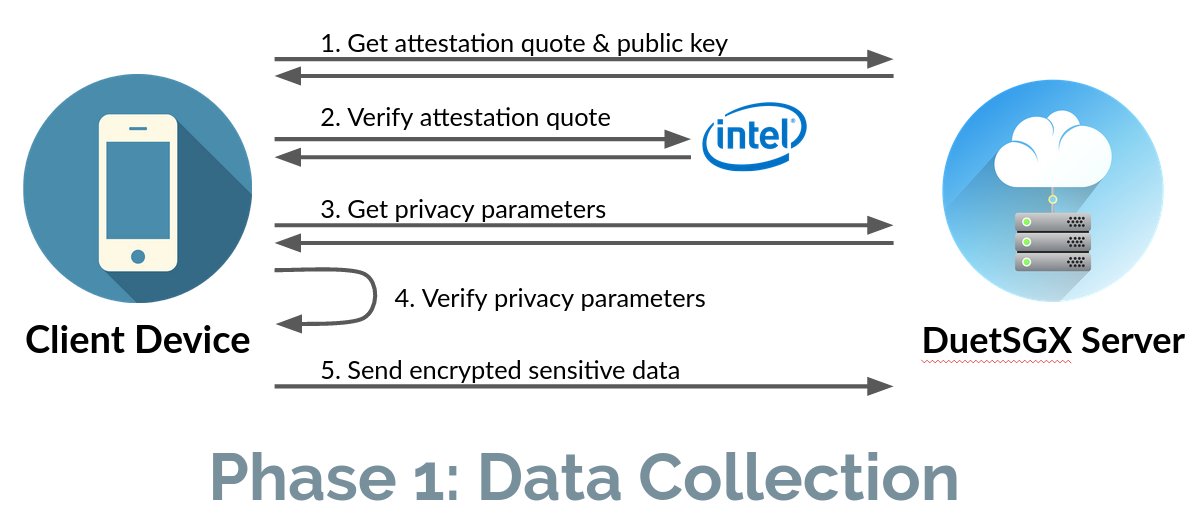 1. Get attestation quote & public key
2. Verify attestation quote
intel
3. Get privacy parameters
4. Verify privacy parameters
Client Device
DuetSGX Server
5. Send encrypted sensitive data
Phase 1: Data Collection